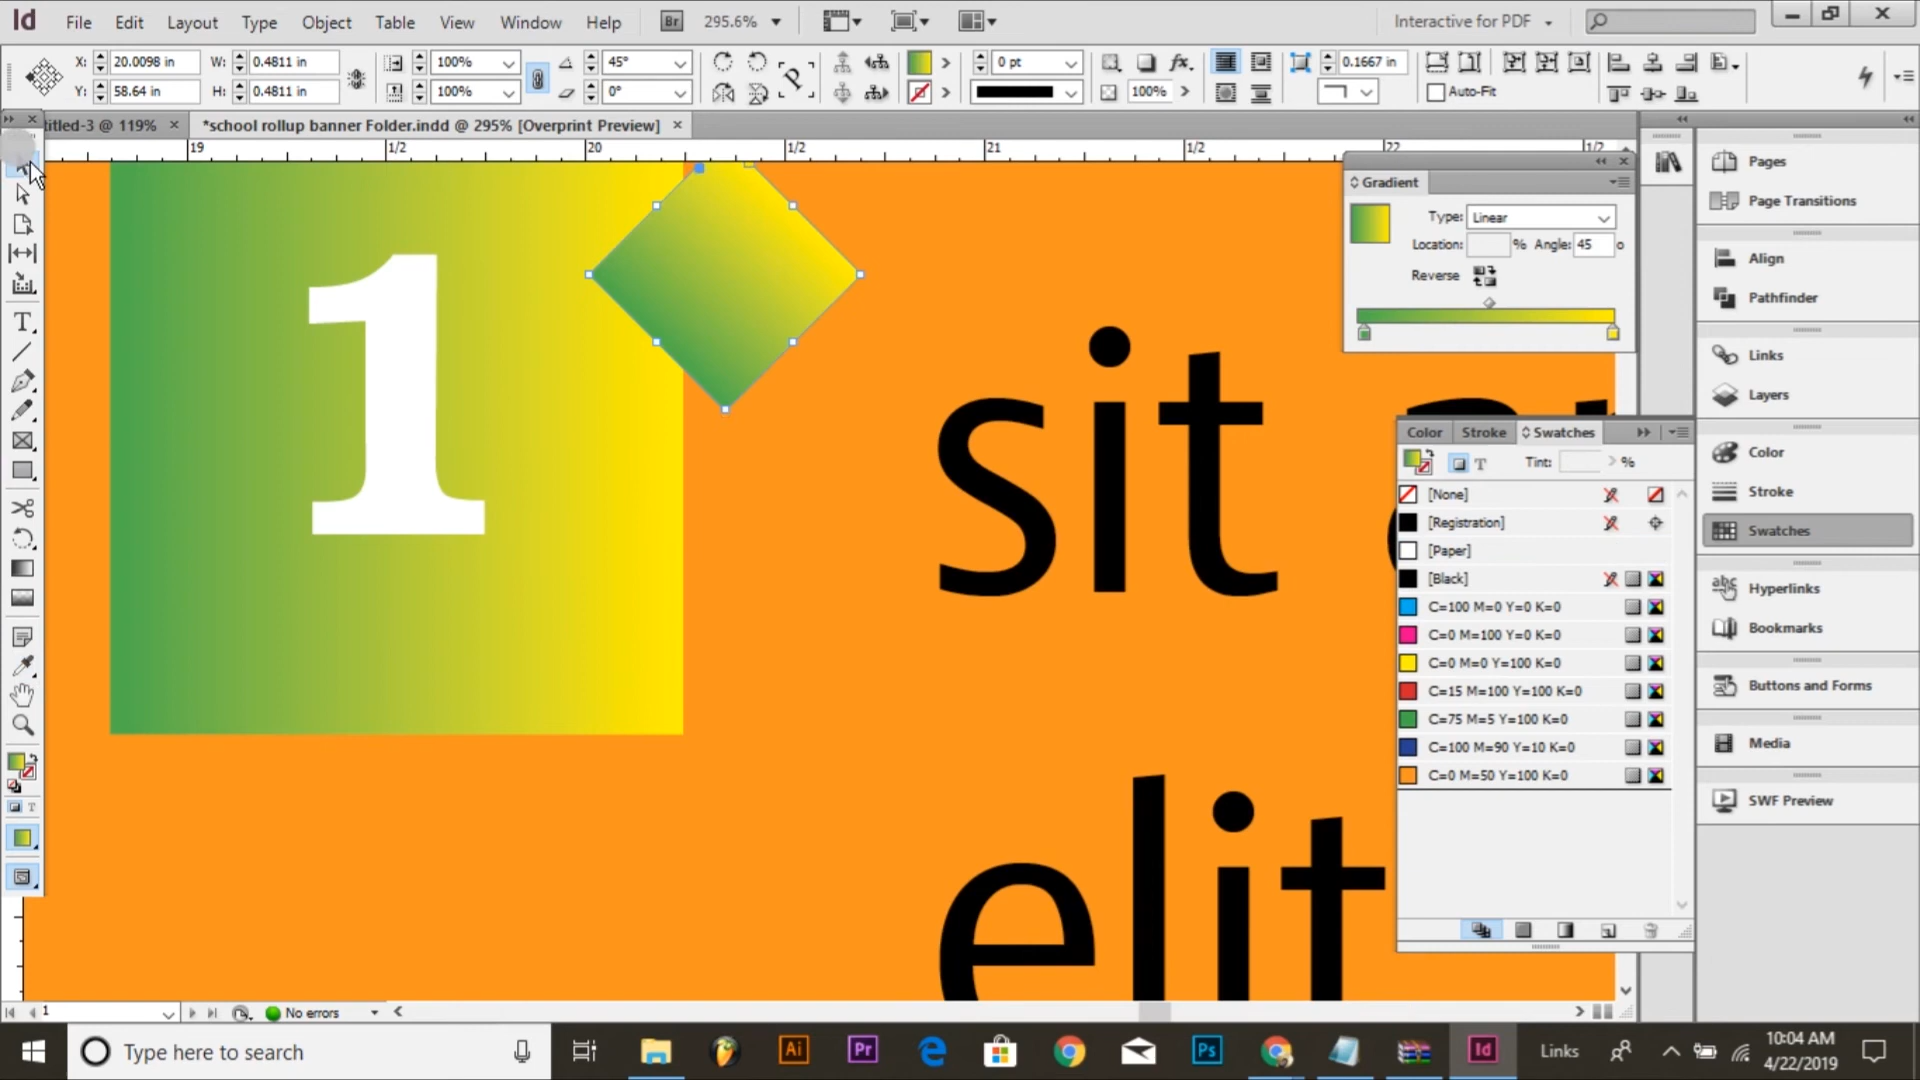 Id File Edit Layout Type Object Table View Window Help Br 295.6% Interactive for PDF
X: 20.0098 in W: 0.4811 in 100% 45° 0 pt 0.1667 in
Y: 58.64 in H: 0.4811 in 100% 0° 100% Auto-Fit
titled-3 @ 119% × *school rollup banner Folder.indd @ 295% [Overprint Preview] ×
19 1/2 20 1/2 21 1/2 22 1/2
1
sit
elit
Gradient
Type: Linear
Location: % Angle: 45 °
Reverse
Color Stroke Swatches
T Tint: %
[None]
[Registration]
[Paper]
[Black]
C=100 M=0 Y=0 K=0
C=0 M=100 Y=0 K=0
C=0 M=0 Y=100 K=0
C=15 M=100 Y=100 K=0
C=75 M=5 Y=100 K=0
C=100 M=90 Y=10 K=0
C=0 M=50 Y=100 K=0
Pages
Page Transitions
Align
Pathfinder
Links
Layers
Color
Stroke
Swatches
Hyperlinks
Bookmarks
Buttons and Forms
Media
SWF Preview
1 No errors
Type here to search Ai Pr Ps Id Links 10:04 AM
4/22/2019